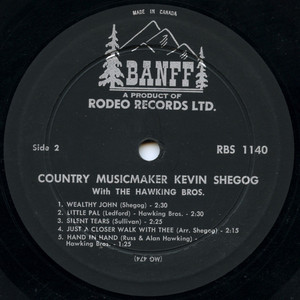 MADE IN CANADA
BANFF
A PRODUCT OF
RODEO RECORDS LTD.
Side 2
RBS 1140
COUNTRY MUSICMAKER KEVIN SHEGOG
With THE HAWKING BROS.
1. WEALTHY JOHN (Shegog) - 2:30
2. LITTLE PAL (Ledford) - Hawking Bros. - 2:30
3. SILENT TEARS (Sullivan) - 2:25
4. JUST A CLOSER WALK WITH THEE (Arr. Shegog) - 2:15
5. HAND IN HAND (Russ & Alan Hawking) -
Hawking Bros. - 1:25
(MG 474)